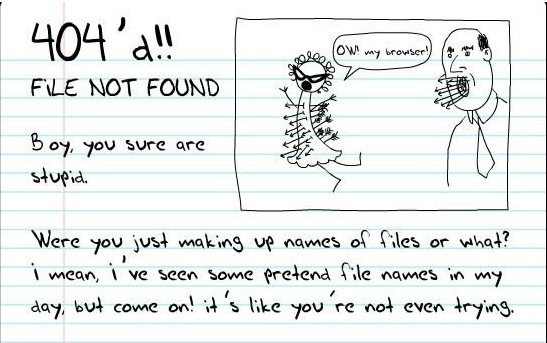 404'd!!
FiLE NOT FOUND
OW! my browser!
Boy, you sure are
stupid.
Were you just making up names of files or what?
i mean, i've seen some pretend file names in my
day, but come on! it's like you're not even trying.